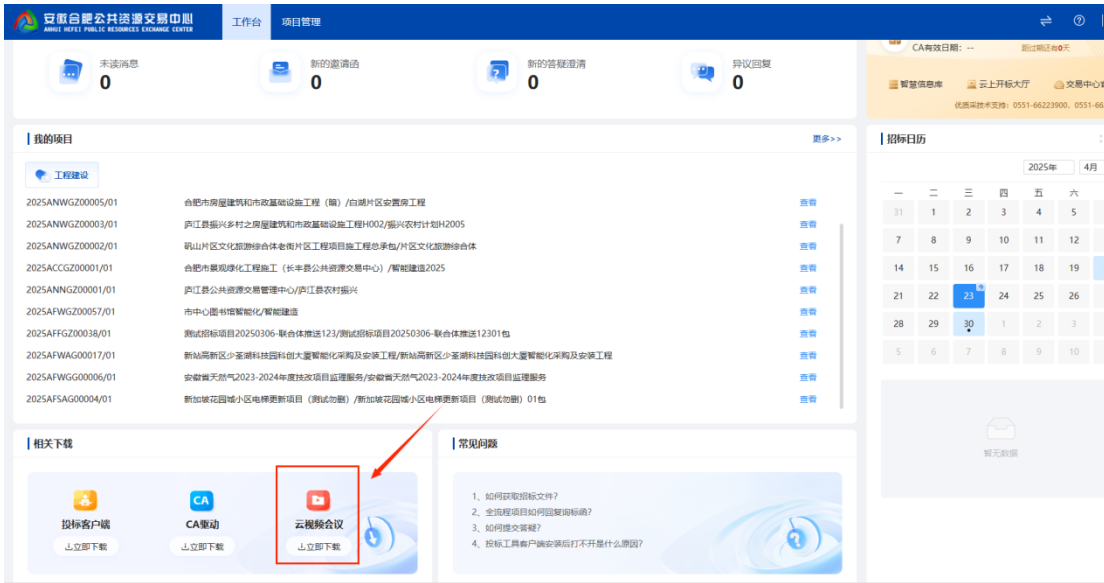 安徽合肥公共资源交易中心
ANHUI HEFEI PUBLIC RESOURCES EXCHANGE CENTER
工作台 项目管理
未读消息
0
新的邀请函
0
新的答疑澄清
0
异议回复
0
CA有效日期: -- 距过期还有0天
智慧信息库 云上开标大厅 交易中心
优质采技术支持: 0551-66223900, 0551-66
我的项目 更多>>
工程建设
2025ANWGZ00005/01 合肥市房屋建筑和市政基础设施工程（瑞）/白湖片区安置房工程 查看
2025ANWGZ00003/01 庐江县振兴乡村之房屋建筑和市政基础设施工程H002/振兴农村计划H2005 查看
2025ANWGZ00002/01 矾山片区文化旅游综合体老街片区工程项目施工工程总承包/片区文化旅游综合体 查看
2025ACCGZ00001/01 合肥市景观绿化工程施工（长丰县公共资源交易中心）/智能建造2025 查看
2025ANNGZ00001/01 庐江县公共资源交易管理中心/庐江县农村振兴 查看
2025AFWGZ00057/01 市中心图书馆智能化/智能建造 查看
2025AFFGZ00038/01 测试招标项目20250306-联合体推送123/测试招标项目20250306-联合体推送12301包 查看
2025AFWAG00017/01 新站高新区少荃湖科技园科创大厦智能化采购及安装工程/新站高新区少荃湖科技园科创大厦智能化采购及安装工程 查看
2025AFWGG00006/01 安徽省天然气2023-2024年度技改项目监理服务/安徽省天然气2023-2024年度技改项目监理服务 查看
2025AFSAG00004/01 新加坡花园城小区电梯更新项目（测试勿删）/新加坡花园城小区电梯更新项目（测试勿删）01包 查看
招标日历
2025年 4月
一 二 三 四 五 六
31 1 2 3 4 5
7 8 9 10 11 12
14 15 16 17 18 19
21 22 23 今 24 25 26
28 29 30 1 2 3
5 6 7 8 9 10
暂无数据
相关下载
投标客户端
立即下载
CA
CA驱动
立即下载
云视频会议
立即下载
常见问题
1、如何获取招标文件?
2、全流程项目如何回复询标函?
3、如何提交答疑?
4、投标工具客户端安装后打不开是什么原因?